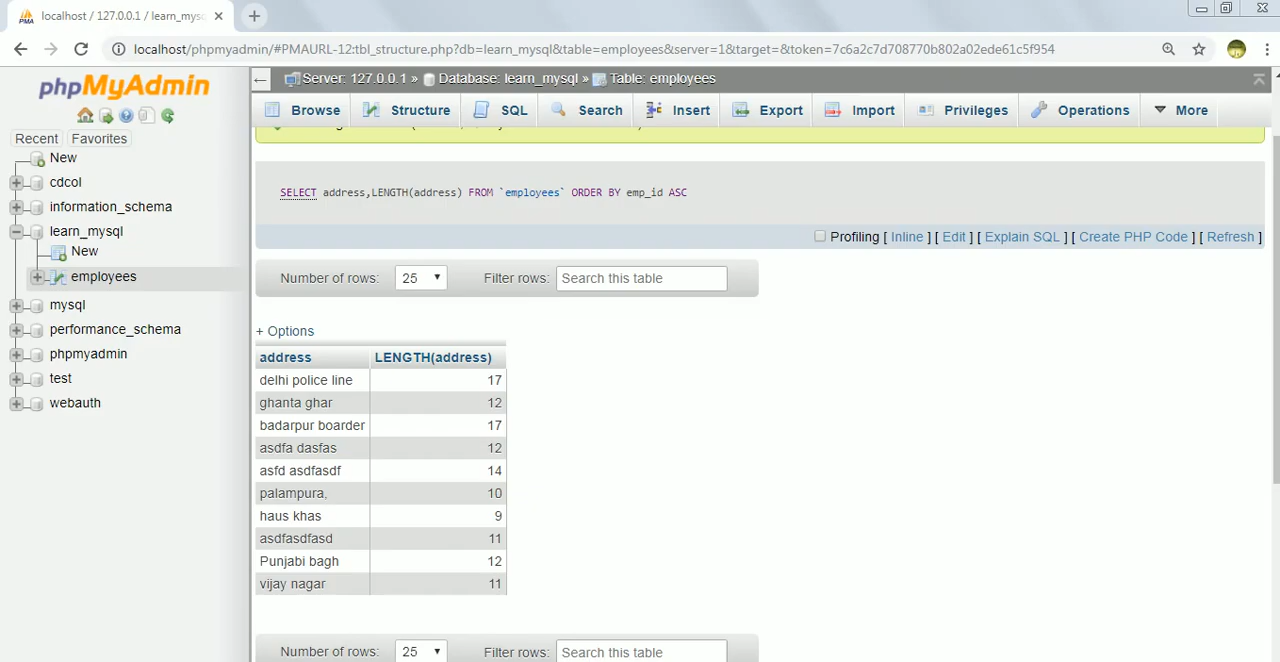 localhost / 127.0.0.1 / learn_mysq
localhost/phpmyadmin/#PMAURL-12:tbl_structure.php?db=learn_mysql&table=employees&server=1&target=&token=7c6a2c7d708770b802a02ede61c5f954
phpMyAdmin
Recent Favorites
New
cdcol
information_schema
learn_mysql
New
employees
mysql
performance_schema
phpmyadmin
test
webauth
Server: 127.0.0.1 » Database: learn_mysql » Table: employees
Browse Structure SQL Search Insert Export Import Privileges Operations More
SELECT address,LENGTH(address) FROM `employees` ORDER BY emp_id ASC
Profiling [ Inline ] [ Edit ] [ Explain SQL ] [ Create PHP Code ] [ Refresh ]
Number of rows: 25 Filter rows: Search this table
+ Options
address LENGTH(address)
delhi police line 17
ghanta ghar 12
badarpur boarder 17
asdfa dasfas 12
asfd asdfasdf 14
palampura, 10
haus khas 9
asdfasdfasd 11
Punjabi bagh 12
vijay nagar 11
Number of rows: 25 Filter rows: Search this table